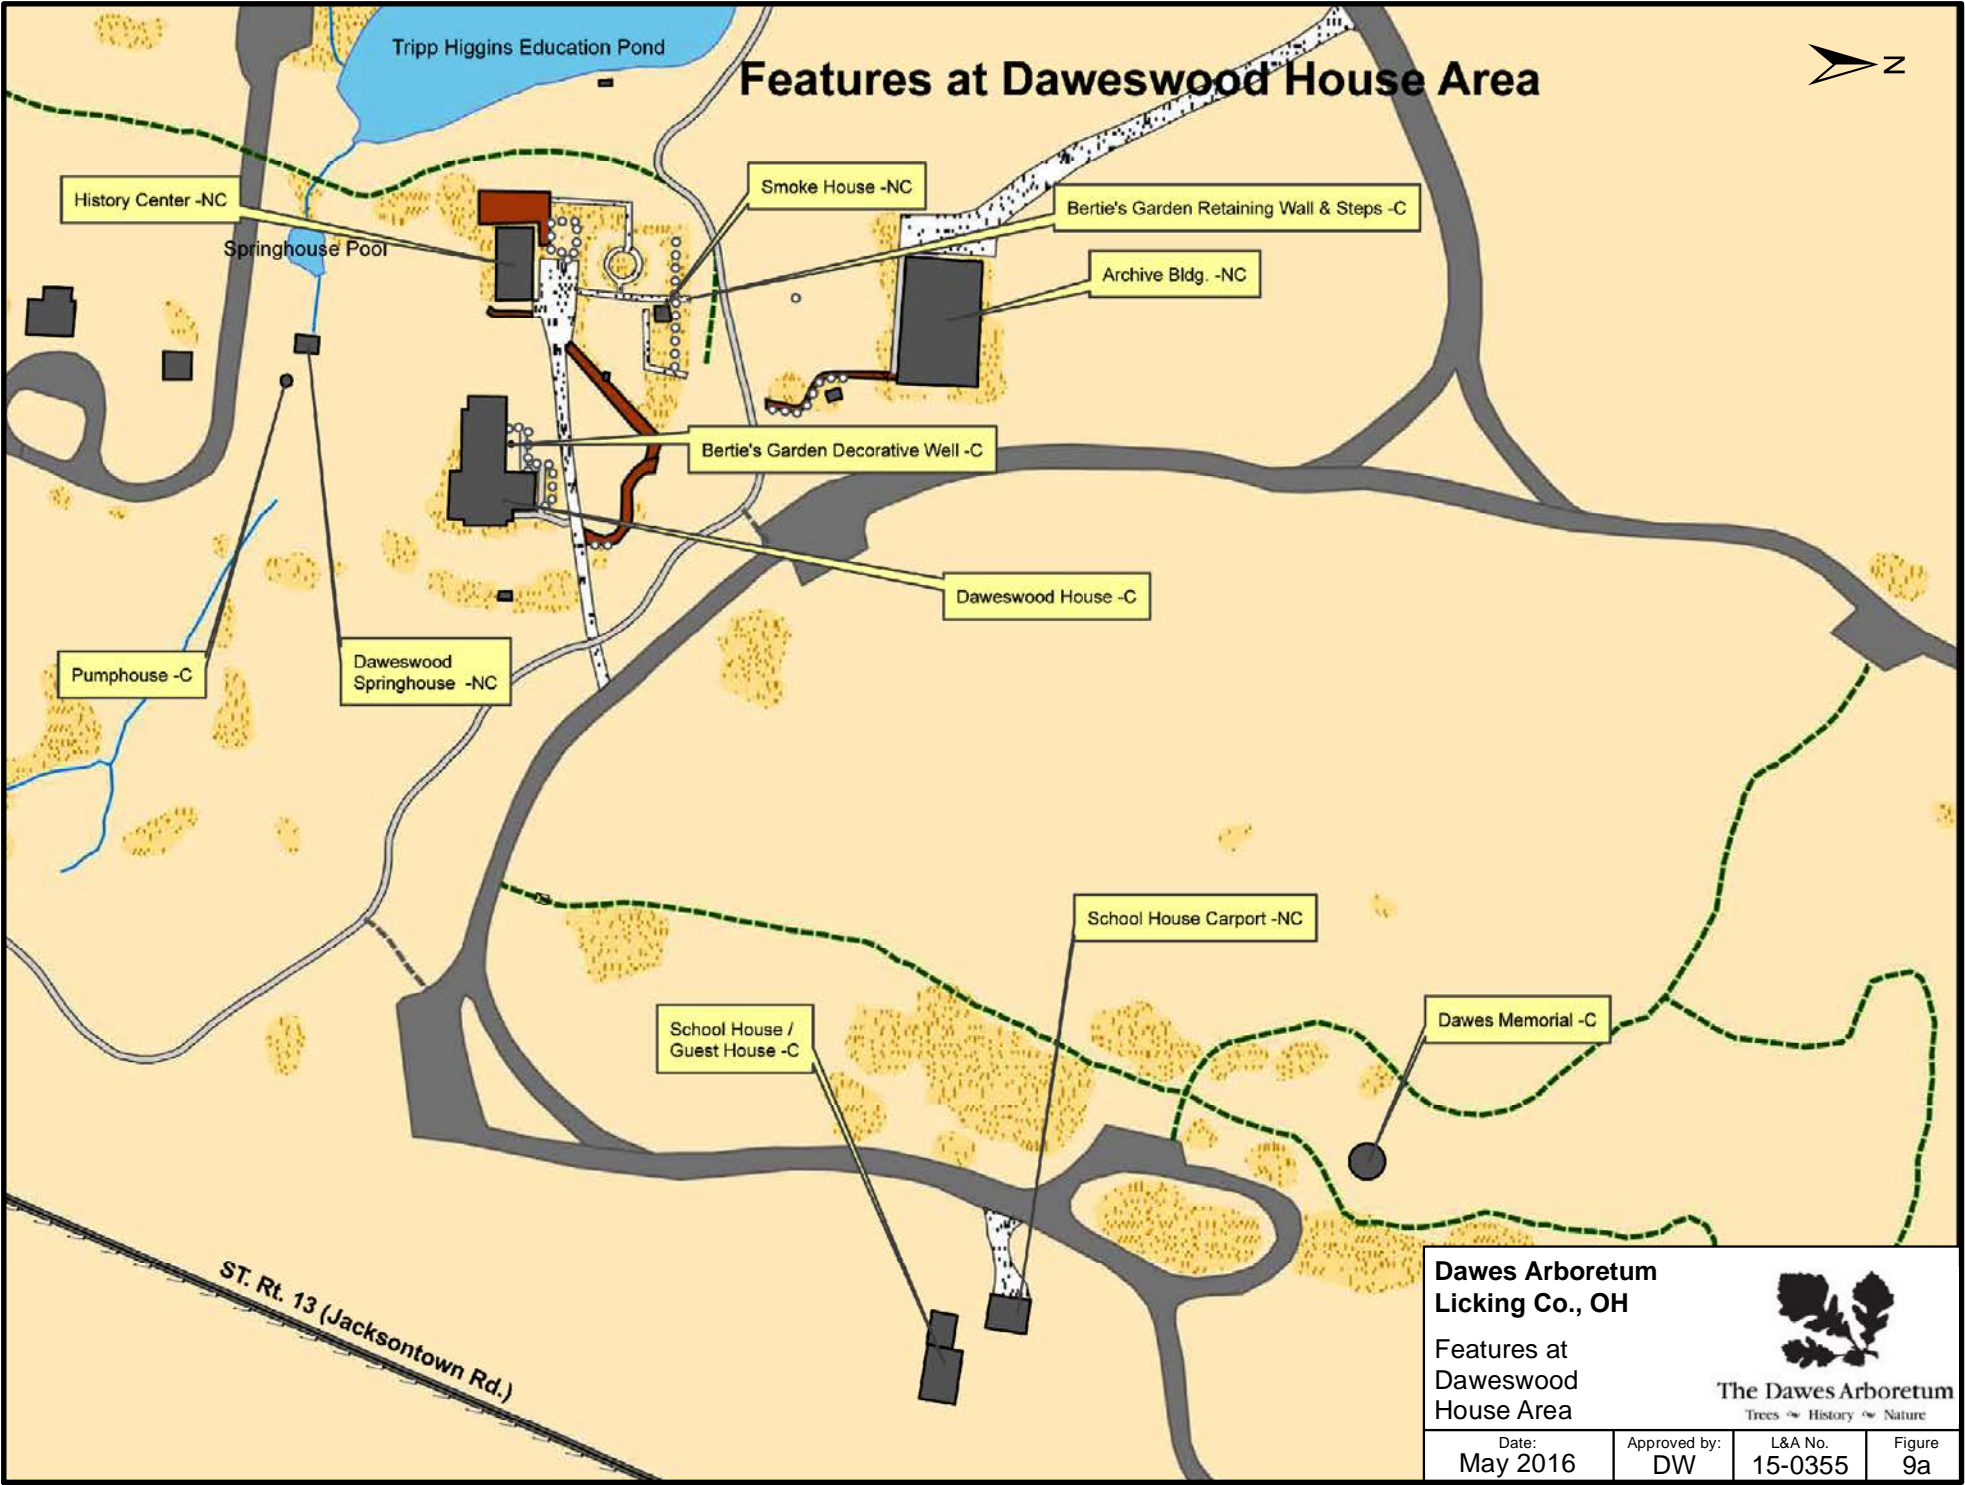 Tripp Higgins Education Pond
Features at Daweswood House Area
N
History Center -NC
Smoke House -NC
Bertie's Garden Retaining Wall & Steps -C
Springhouse Pool
Archive Bldg. -NC
Bertie's Garden Decorative Well -C
Daweswood House -C
Pumphouse -C
Daweswood
Springhouse -NC
School House Carport -NC
School House /
Guest House -C
Dawes Memorial -C
ST. Rt. 13 (Jacksontown Rd.)
Dawes Arboretum
Licking Co., OH
Features at
Daweswood
House Area
The Dawes Arboretum
Trees History Nature
Date:
May 2016
Approved by:
DW
L&A No.
15-0355
Figure
9a